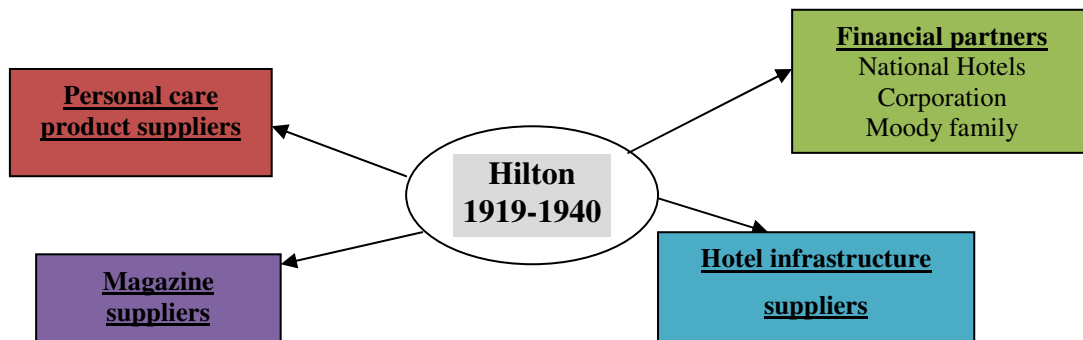 Financial partners
National Hotels
Corporation
Moody family
Personal care
product suppliers
Hilton
1919-1940
Hotel infrastructure
suppliers
Magazine
suppliers